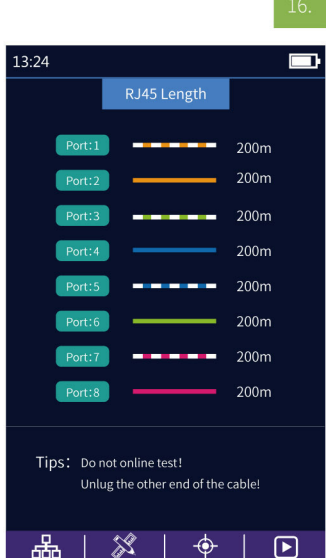 16.
13:24
RJ45 Length
Port:1 200m
Port:2 200m
Port:3 200m
Port:4 200m
Port:5 200m
Port:6 200m
Port:7 200m
Port:8 200m
Tips: Do not online test!
Unlug the other end of the cable!